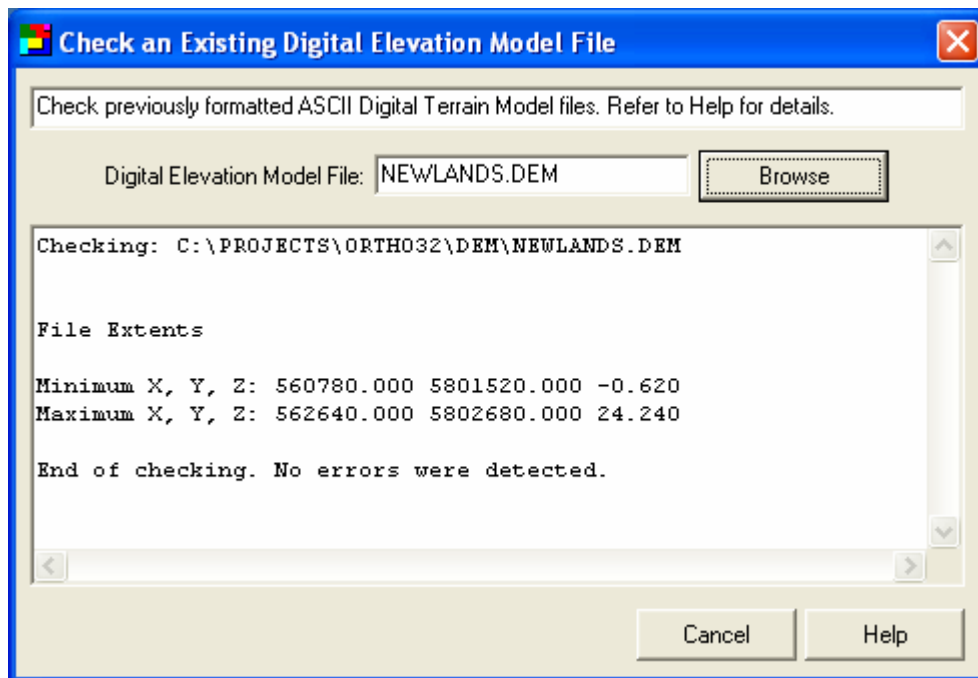 Check an Existing Digital Elevation Model File
Check previously formatted ASCII Digital Terrain Model files. Refer to Help for details.
Digital Elevation Model File: NEWLANDS.DEM Browse
Checking: C:\PROJECTS\ORTHO32\DEM\NEWLANDS.DEM
File Extents
Minimum X, Y, Z: 560780.000 5801520.000 -0.620
Maximum X, Y, Z: 562640.000 5802680.000 24.240
End of checking. No errors were detected.
Cancel Help